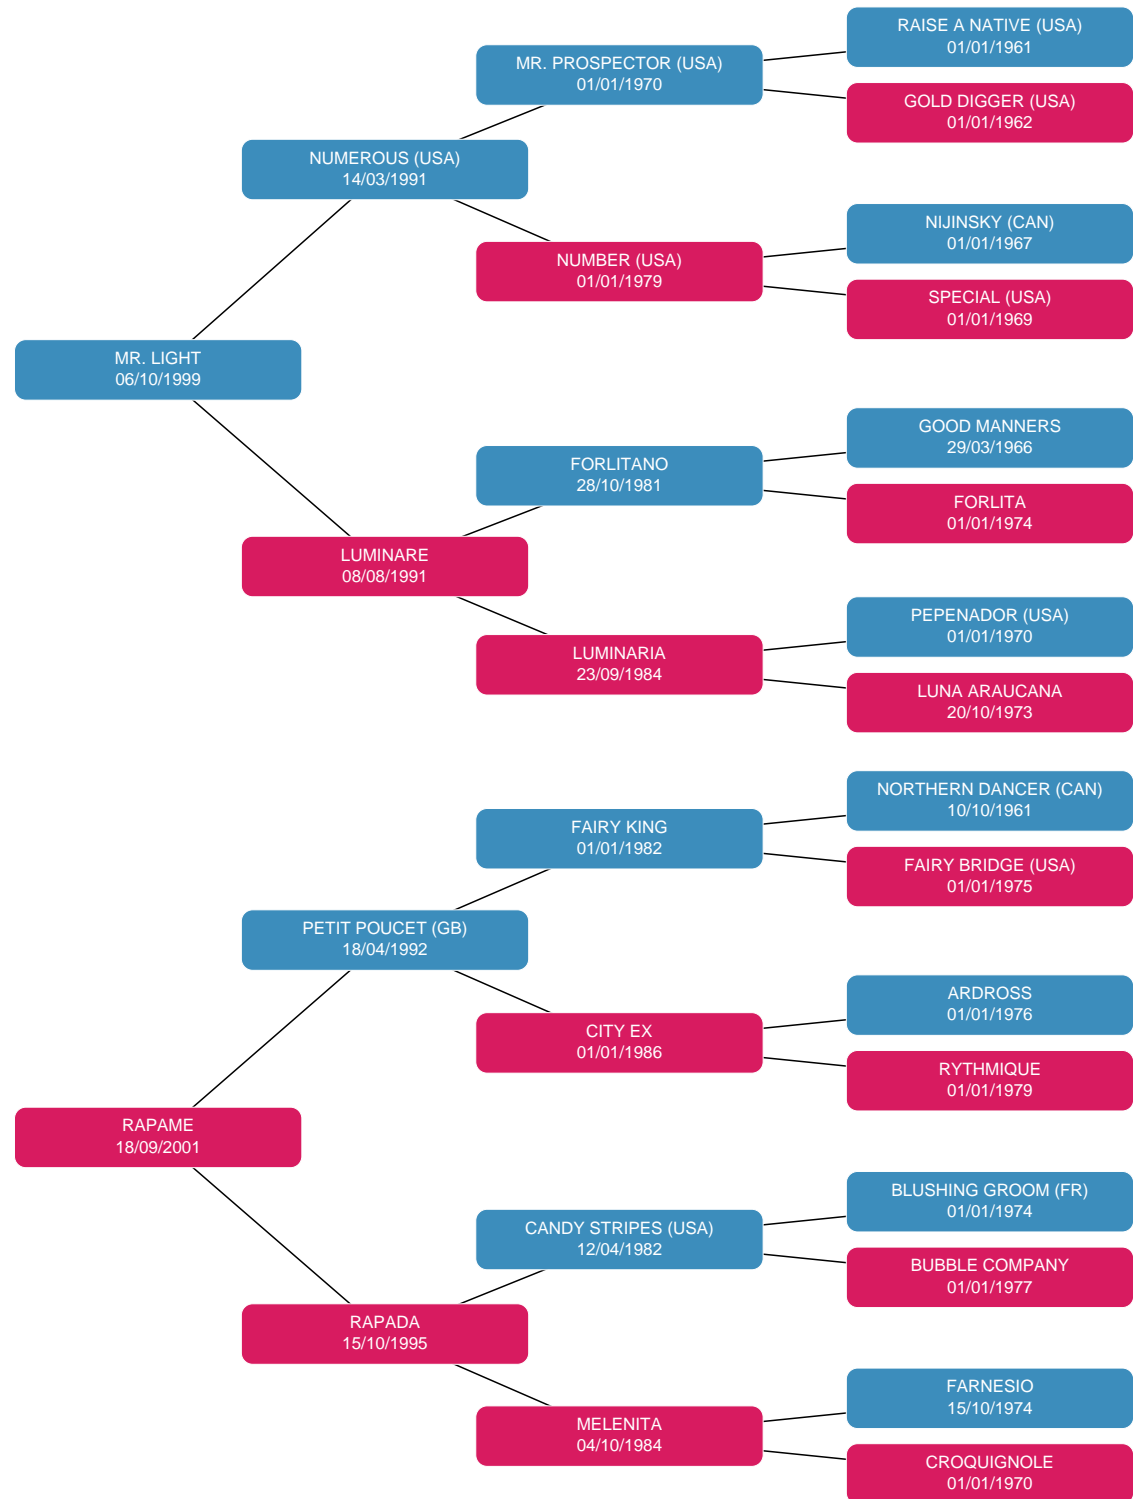 RAISE A NATIVE (USA)
01/01/1961
MR. PROSPECTOR (USA)
01/01/1970
GOLD DIGGER (USA)
01/01/1962
NUMEROUS (USA)
14/03/1991
NIJINSKY (CAN)
01/01/1967
NUMBER (USA)
01/01/1979
SPECIAL (USA)
01/01/1969
MR. LIGHT
06/10/1999
GOOD MANNERS
29/03/1966
FORLITANO
28/10/1981
FORLITA
01/01/1974
LUMINARE
08/08/1991
PEPENADOR (USA)
01/01/1970
LUMINARIA
23/09/1984
LUNA ARAUCANA
20/10/1973
NORTHERN DANCER (CAN)
10/10/1961
FAIRY KING
01/01/1982
FAIRY BRIDGE (USA)
01/01/1975
PETIT POUCET (GB)
18/04/1992
ARDROSS
01/01/1976
CITY EX
01/01/1986
RYTHMIQUE
01/01/1979
RAPAME
18/09/2001
BLUSHING GROOM (FR)
01/01/1974
CANDY STRIPES (USA)
12/04/1982
BUBBLE COMPANY
01/01/1977
RAPADA
15/10/1995
FARNESIO
15/10/1974
MELENITA
04/10/1984
CROQUIGNOLE
01/01/1970